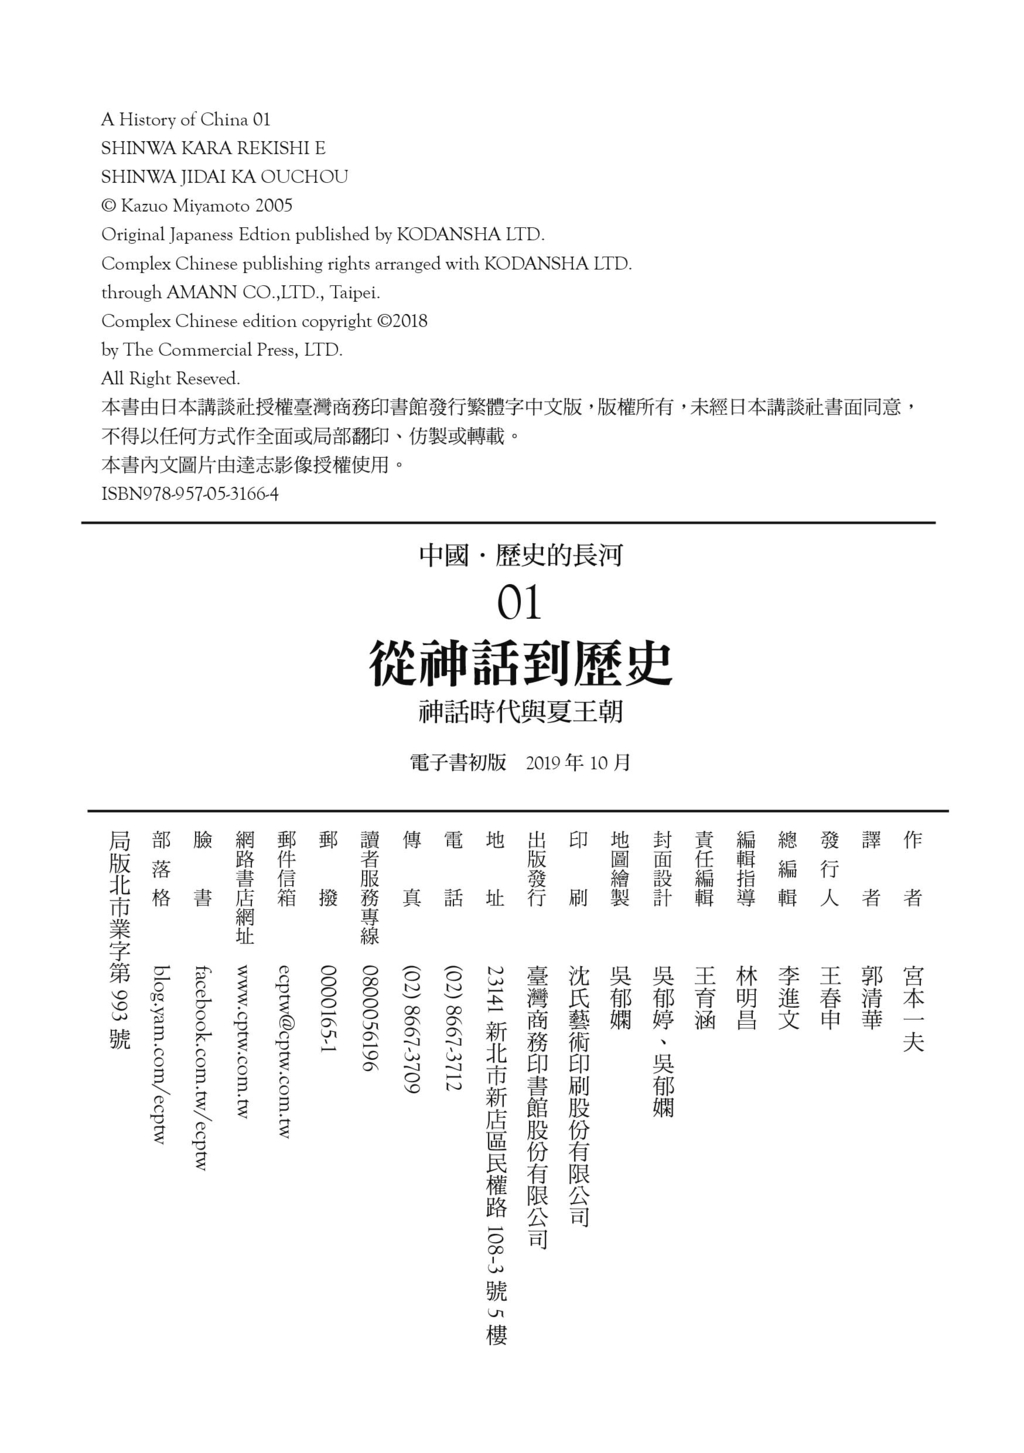 A History of China 01
SHINWA KARA REKISHI E
SHINWA JIDAI KA OUCHOU
© Kazuo Miyamoto 2005
Original Japaness Edtion published by KODANSHA LTD.
Complex Chinese publishing rights arranged with KODANSHA LTD.
through AMANN CO.,LTD., Taipei.
Complex Chinese edition copyright ©2018
by The Commercial Press, LTD.
All Right Reseved.
本書由日本講談社授權臺灣商務印書館發行繁體字中文版，版權所有，未經日本講談社書面同意，
不得以任何方式作全面或局部翻印、仿製或轉載。
本書內文圖片由達志影像授權使用。
ISBN978-957-05-3166-4
中國．歷史的長河
01
從神話到歷史
神話時代與夏王朝
電子書初版 2019 年 10 月
作者 宮本一夫
譯者 郭清華
發行人 王春申
總編輯 李進文
編輯指導 林明昌
責任編輯 王育涵
封面設計 吳郁婷、吳郁嫻
地圖繪製 吳郁嫻
印刷 沈氏藝術印刷股份有限公司
出版發行 臺灣商務印書館股份有限公司
地址 23141 新北市新店區民權路 108-3 號 5 樓
電話 (02) 8667-3712
傳真 (02) 8667-3709
讀者服務專線 0800056196
郵撥 0000165-1
郵件信箱 ecptw@cptw.com.tw
網路書店網址 www.cptw.com.tw
臉書 facebook.com.tw/ecptw
部落格 blog.yam.com/ecptw
局版北市業字第 993 號